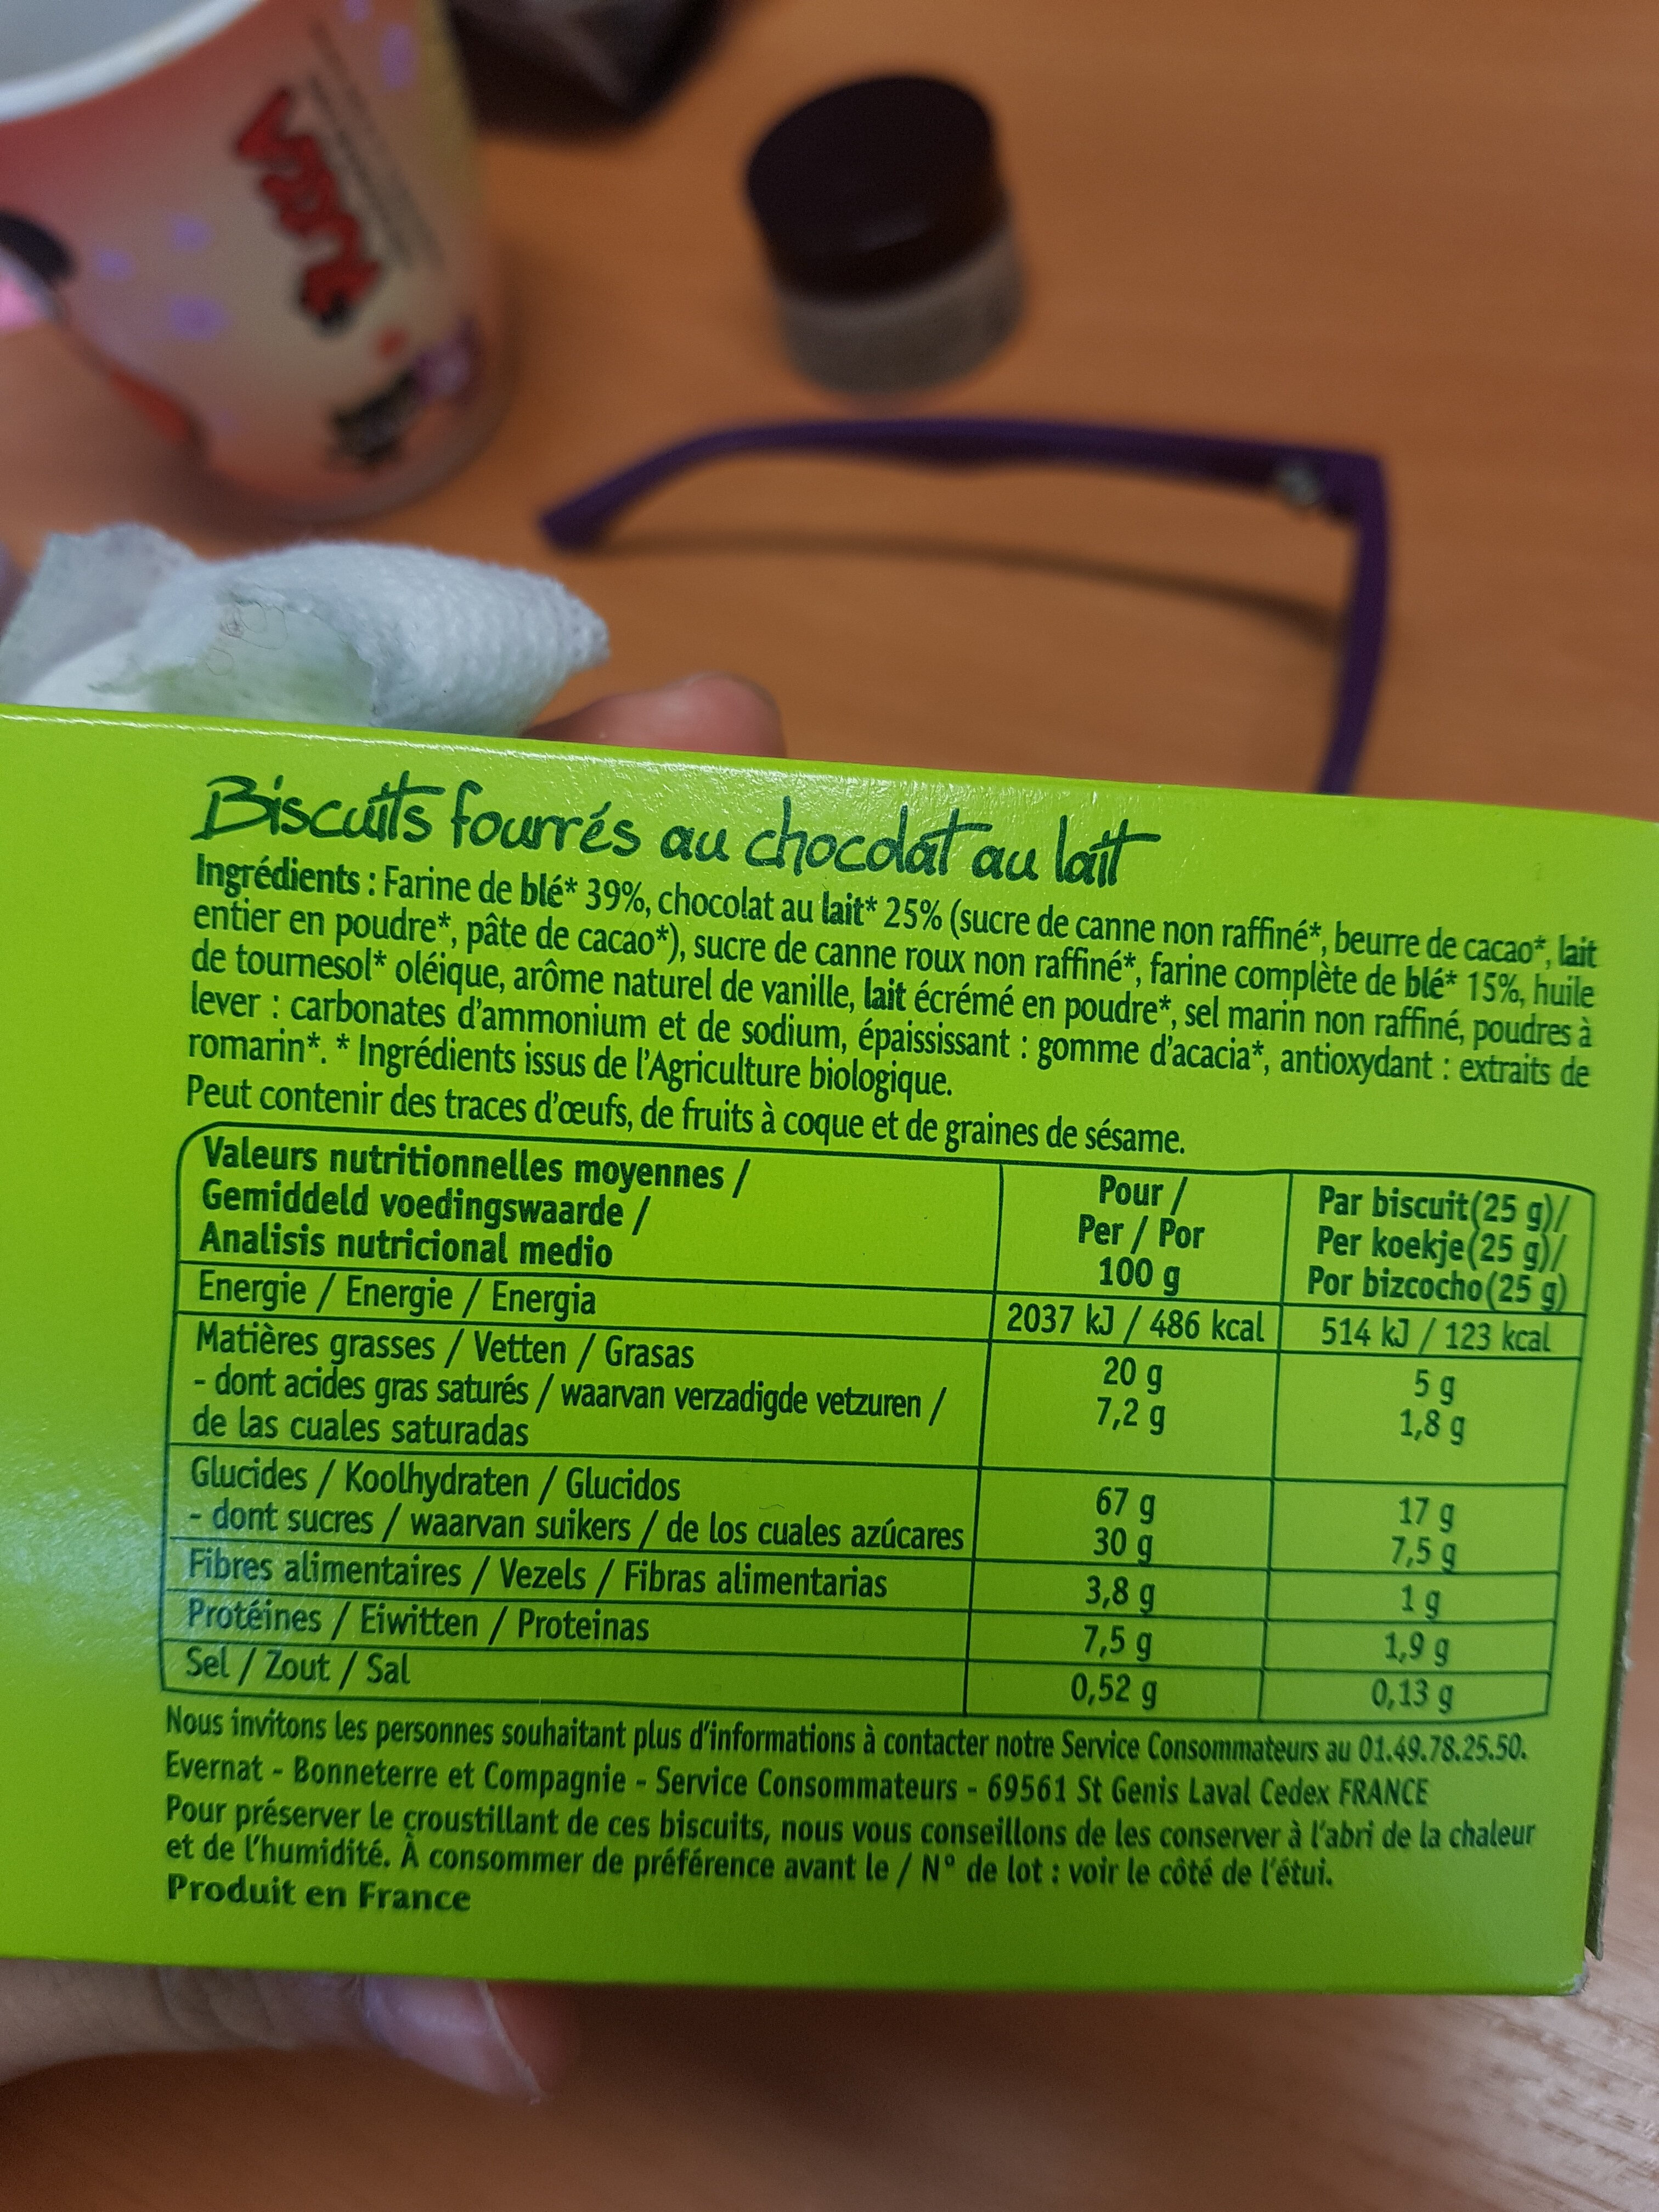 Biscuits fourrés au chocolat au lait
Ingrédients : Farine de blé* 39%, chocolat au lait* 25% (sucre de canne non raffiné*, beurre de cacao*, lait
entier en poudre*, pâte de cacao*), sucre de canne roux non raffiné*, farine complète de blé* 15%, huile
de tournesol* oléique, arôme naturel de vanille, lait écrémé en poudre*, sel marin non raffiné, poudres à
lever : carbonates d'ammonium et de sodium, épaississant : gomme d'acacia*, antioxydant : extraits de
romarin*. * Ingrédients issus de l'Agriculture biologique.
Peut contenir des traces d'œufs, de fruits à coque et de graines de sésame.
Valeurs nutritionnelles moyennes /
Gemiddeld voedingswaarde /
Analisis nutricional medio
Pour /
Per / Por
100 g
Par biscuit(25 g)/
Per koekje(25 g)/
Por bizcocho(25 g)
Energie / Energie / Energia 2037 kJ / 486 kcal 514 kJ / 123 kcal
Matières grasses / Vetten / Grasas 20 g 5 g
- dont acides gras saturés / waarvan verzadigde vetzuren / 7,2 g 1,8 g
de las cuales saturadas
Glucides / Koolhydraten / Glucidos 67 g 17 g
- dont sucres / waarvan suikers / de los cuales azúcares 30 g 7,5 g
Fibres alimentaires / Vezels / Fibras alimentarias 3,8 g 1 g
Protéines / Eiwitten / Proteinas 7,5 g 1,9 g
Sel / Zout / Sal 0,52 g 0,13 g
Nous invitons les personnes souhaitant plus d'informations à contacter notre Service Consommateurs au 01.49.78.25.50.
Evernat - Bonneterre et Compagnie - Service Consommateurs - 69561 St Genis Laval Cedex FRANCE
Pour préserver le croustillant de ces biscuits, nous vous conseillons de les conserver à l'abri de la chaleur
et de l'humidité. À consommer de préférence avant le / N° de lot : voir le côté de l'étui.
Produit en France